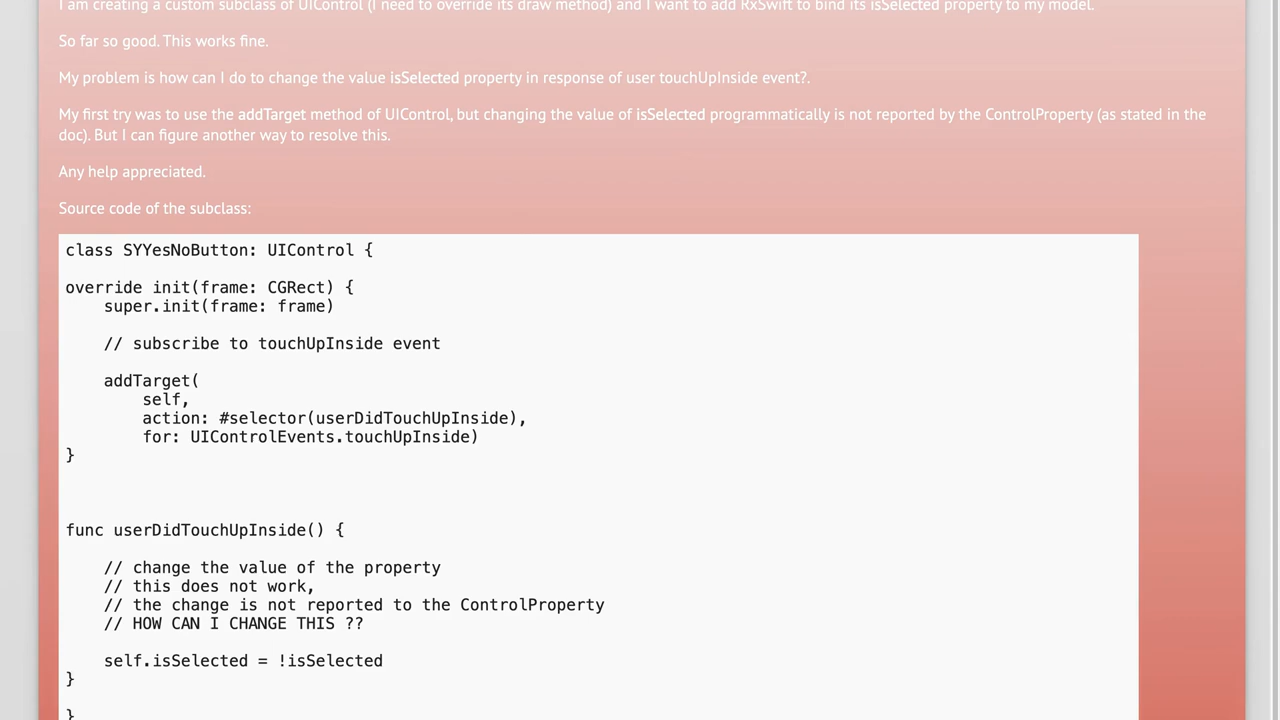 I am creating a custom subclass of UIControl (I need to override its draw method) and I want to add RxSwift to bind its isSelected property to my model.
So far so good. This works fine.
My problem is how can I do to change the value isSelected property in response of user touchUpInside event?.
My first try was to use the addTarget method of UIControl, but changing the value of isSelected programmatically is not reported by the ControlProperty (as stated in the
doc). But I can figure another way to resolve this.
Any help appreciated.
Source code of the subclass:
class SYYesNoButton: UIControl {
override init(frame: CGRect) {
    super.init(frame: frame)
    // subscribe to touchUpInside event
    addTarget(
        self,
        action: #selector(userDidTouchUpInside),
        for: UIControlEvents.touchUpInside)
}
func userDidTouchUpInside() {
    // change the value of the property
    // this does not work,
    // the change is not reported to the ControlProperty
    // HOW CAN I CHANGE THIS ??
    self.isSelected = !isSelected
}
}